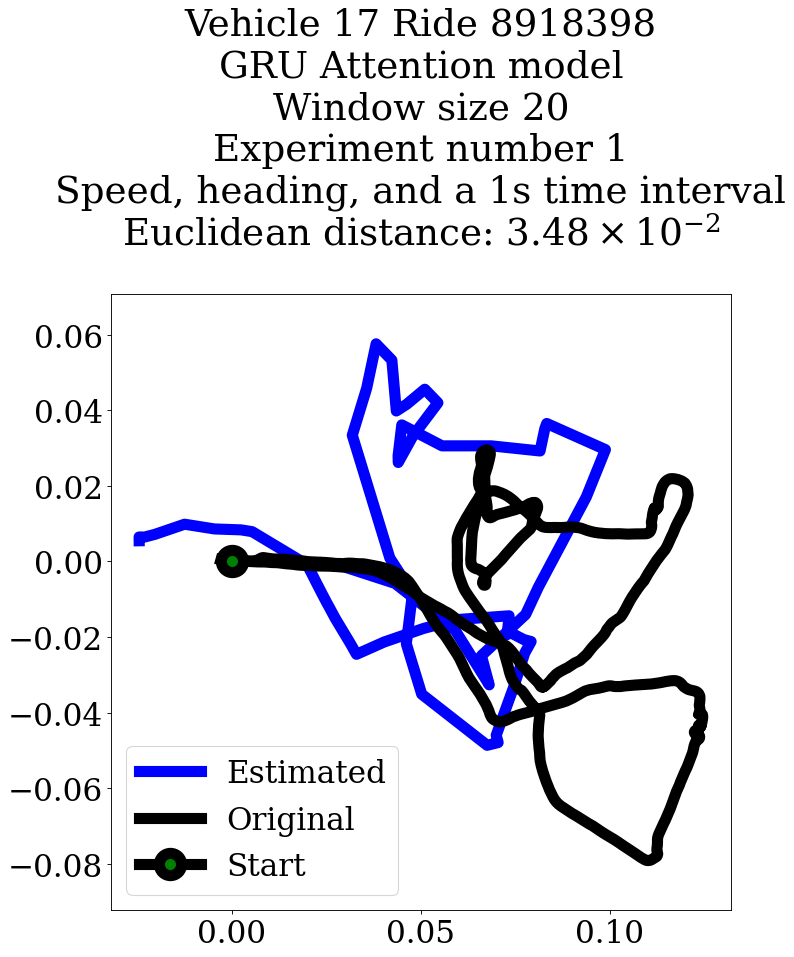 Vehicle 17 Ride 8918398
GRU Attention model
Window size 20
Experiment number 1
Speed, heading, and a 1s time interval
Euclidean distance: 3.48 × 10⁻²
0.06
0.04
0.02
0.00
−0.02
−0.04
−0.06
−0.08
Estimated
Original
Start
0.00 0.05 0.10